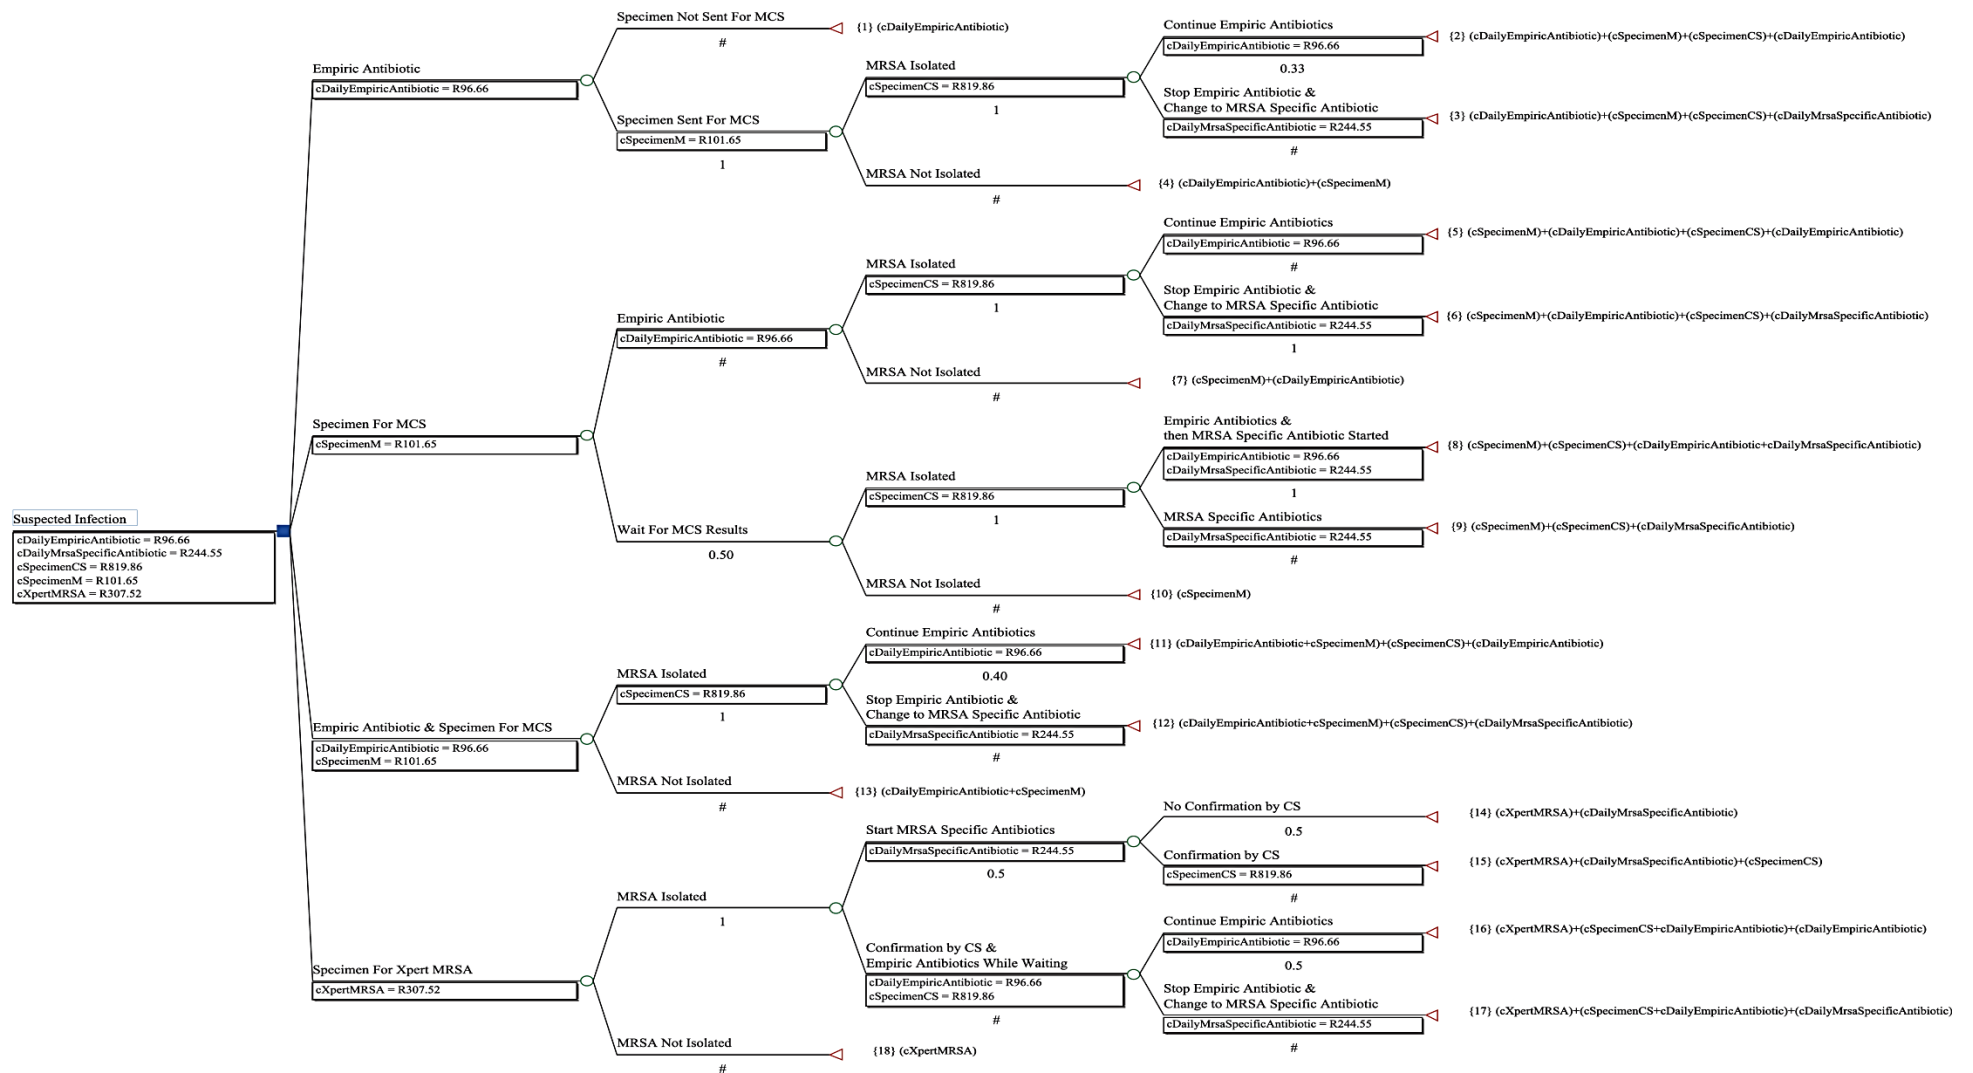 Suspected Infection
cDailyEmpiricAntibiotic = R96.66
cDailyMrsaSpecificAntibiotic = R244.55
cSpecimenCS = R819.86
cSpecimenM = R101.65
cXpertMRSA = R307.52
Empiric Antibiotic
cDailyEmpiricAntibiotic = R96.66
Specimen Not Sent For MCS
#
{1} (cDailyEmpiricAntibiotic)
Specimen Sent For MCS
cSpecimenM = R101.65
1
MRSA Isolated
cSpecimenCS = R819.86
1
Continue Empiric Antibiotics
cDailyEmpiricAntibiotic = R96.66
0.33
{2} (cDailyEmpiricAntibiotic)+(cSpecimenM)+(cSpecimenCS)+(cDailyEmpiricAntibiotic)
Stop Empiric Antibiotic &
Change to MRSA Specific Antibiotic
cDailyMrsaSpecificAntibiotic = R244.55
#
{3} (cDailyEmpiricAntibiotic)+(cSpecimenM)+(cSpecimenCS)+(cDailyMrsaSpecificAntibiotic)
MRSA Not Isolated
#
{4} (cDailyEmpiricAntibiotic)+(cSpecimenM)
Specimen For MCS
cSpecimenM = R101.65
Empiric Antibiotic
cDailyEmpiricAntibiotic = R96.66
#
MRSA Isolated
cSpecimenCS = R819.86
1
Continue Empiric Antibiotics
cDailyEmpiricAntibiotic = R96.66
#
{5} (cSpecimenM)+(cDailyEmpiricAntibiotic)+(cSpecimenCS)+(cDailyEmpiricAntibiotic)
Stop Empiric Antibiotic &
Change to MRSA Specific Antibiotic
cDailyMrsaSpecificAntibiotic = R244.55
1
{6} (cSpecimenM)+(cDailyEmpiricAntibiotic)+(cSpecimenCS)+(cDailyMrsaSpecificAntibiotic)
MRSA Not Isolated
#
{7} (cSpecimenM)+(cDailyEmpiricAntibiotic)
Wait For MCS Results
0.50
MRSA Isolated
cSpecimenCS = R819.86
1
Empiric Antibiotics &
then MRSA Specific Antibiotic Started
cDailyEmpiricAntibiotic = R96.66
cDailyMrsaSpecificAntibiotic = R244.55
1
{8} (cSpecimenM)+(cSpecimenCS)+(cDailyEmpiricAntibiotic+cDailyMrsaSpecificAntibiotic)
MRSA Specific Antibiotics
cDailyMrsaSpecificAntibiotic = R244.55
#
{9} (cSpecimenM)+(cSpecimenCS)+(cDailyMrsaSpecificAntibiotic)
MRSA Not Isolated
#
{10} (cSpecimenM)
Empiric Antibiotic & Specimen For MCS
cDailyEmpiricAntibiotic = R96.66
cSpecimenM = R101.65
MRSA Isolated
cSpecimenCS = R819.86
1
Continue Empiric Antibiotics
cDailyEmpiricAntibiotic = R96.66
0.40
{11} (cDailyEmpiricAntibiotic+cSpecimenM)+(cSpecimenCS)+(cDailyEmpiricAntibiotic)
Stop Empiric Antibiotic &
Change to MRSA Specific Antibiotic
cDailyMrsaSpecificAntibiotic = R244.55
#
{12} (cDailyEmpiricAntibiotic+cSpecimenM)+(cSpecimenCS)+(cDailyMrsaSpecificAntibiotic)
MRSA Not Isolated
#
{13} (cDailyEmpiricAntibiotic+cSpecimenM)
Specimen For Xpert MRSA
cXpertMRSA = R307.52
MRSA Isolated
1
Start MRSA Specific Antibiotics
cDailyMrsaSpecificAntibiotic = R244.55
0.5
No Confirmation by CS
0.5
{14} (cXpertMRSA)+(cDailyMrsaSpecificAntibiotic)
Confirmation by CS
cSpecimenCS = R819.86
#
{15} (cXpertMRSA)+(cDailyMrsaSpecificAntibiotic)+(cSpecimenCS)
Confirmation by CS &
Empiric Antibiotics While Waiting
cDailyEmpiricAntibiotic = R96.66
cSpecimenCS = R819.86
#
Continue Empiric Antibiotics
cDailyEmpiricAntibiotic = R96.66
0.5
{16} (cXpertMRSA)+(cSpecimenCS+cDailyEmpiricAntibiotic)+(cDailyEmpiricAntibiotic)
Stop Empiric Antibiotic &
Change to MRSA Specific Antibiotic
cDailyMrsaSpecificAntibiotic = R244.55
#
{17} (cXpertMRSA)+(cSpecimenCS+cDailyEmpiricAntibiotic)+(cDailyMrsaSpecificAntibiotic)
MRSA Not Isolated
#
{18} (cXpertMRSA)